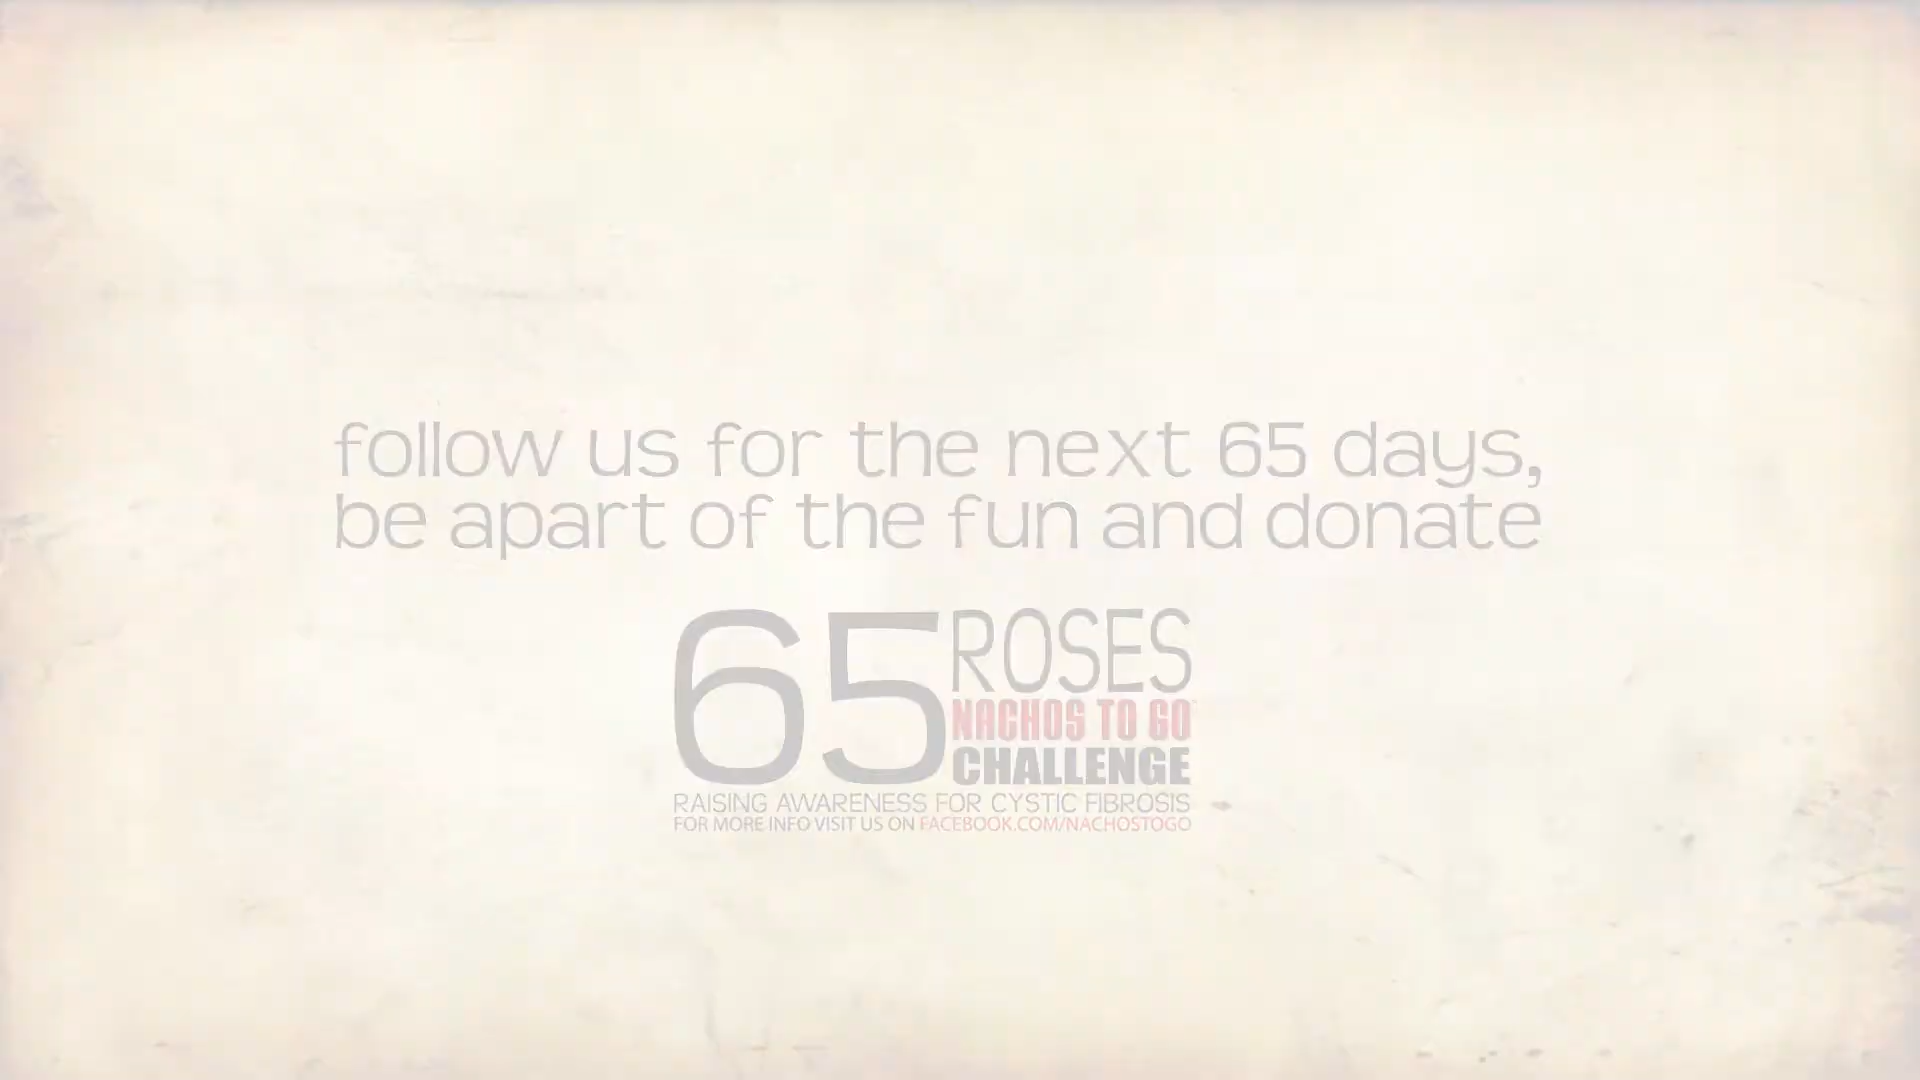 follow us for the next 65 days,
be apart of the fun and donate
65 ROSES
NACHOS TO GO
CHALLENGE
RAISING AWARENESS FOR CYSTIC FIBROSIS
FOR MORE INFO VISIT US ON FACEBOOK.COM/NACHOSTOGO